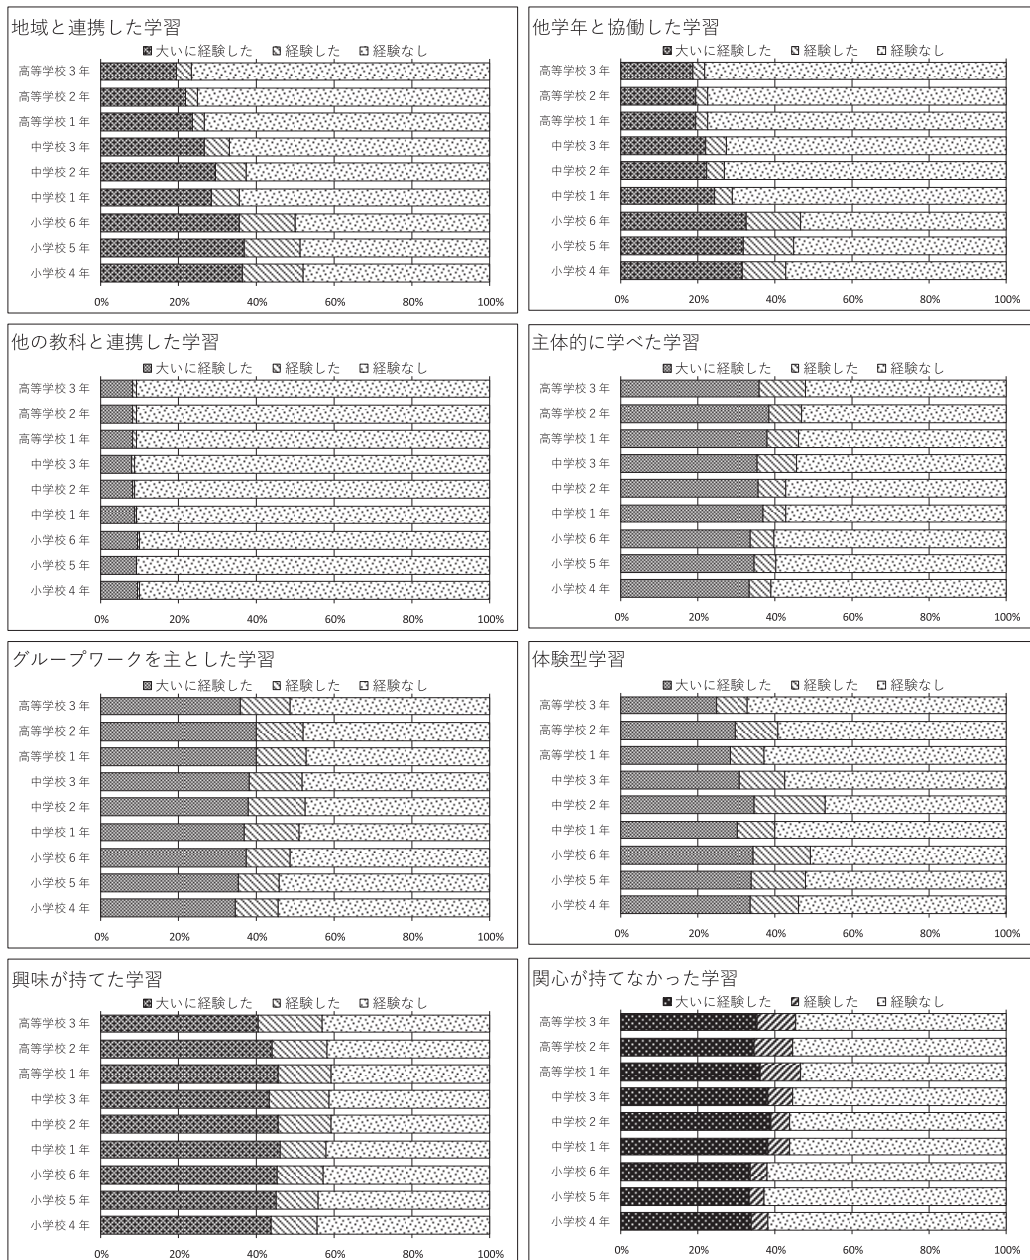 地域と連携した学習
大いに経験した 経験した 経験なし
高等学校３年
高等学校２年
高等学校１年
中学校３年
中学校２年
中学校１年
小学校６年
小学校５年
小学校４年
0% 20% 40% 60% 80% 100%
他学年と協働した学習
大いに経験した 経験した 経験なし
高等学校３年
高等学校２年
高等学校１年
中学校３年
中学校２年
中学校１年
小学校６年
小学校５年
小学校４年
0% 20% 40% 60% 80% 100%
他の教科と連携した学習
大いに経験した 経験した 経験なし
高等学校３年
高等学校２年
高等学校１年
中学校３年
中学校２年
中学校１年
小学校６年
小学校５年
小学校４年
0% 20% 40% 60% 80% 100%
主体的に学べた学習
大いに経験した 経験した 経験なし
高等学校３年
高等学校２年
高等学校１年
中学校３年
中学校２年
中学校１年
小学校６年
小学校５年
小学校４年
0% 20% 40% 60% 80% 100%
グループワークを主とした学習
大いに経験した 経験した 経験なし
高等学校３年
高等学校２年
高等学校１年
中学校３年
中学校２年
中学校１年
小学校６年
小学校５年
小学校４年
0% 20% 40% 60% 80% 100%
体験型学習
大いに経験した 経験した 経験なし
高等学校３年
高等学校２年
高等学校１年
中学校３年
中学校２年
中学校１年
小学校６年
小学校５年
小学校４年
0% 20% 40% 60% 80% 100%
興味が持てた学習
大いに経験した 経験した 経験なし
高等学校３年
高等学校２年
高等学校１年
中学校３年
中学校２年
中学校１年
小学校６年
小学校５年
小学校４年
0% 20% 40% 60% 80% 100%
関心が持てなかった学習
大いに経験した 経験した 経験なし
高等学校３年
高等学校２年
高等学校１年
中学校３年
中学校２年
中学校１年
小学校６年
小学校５年
小学校４年
0% 20% 40% 60% 80% 100%